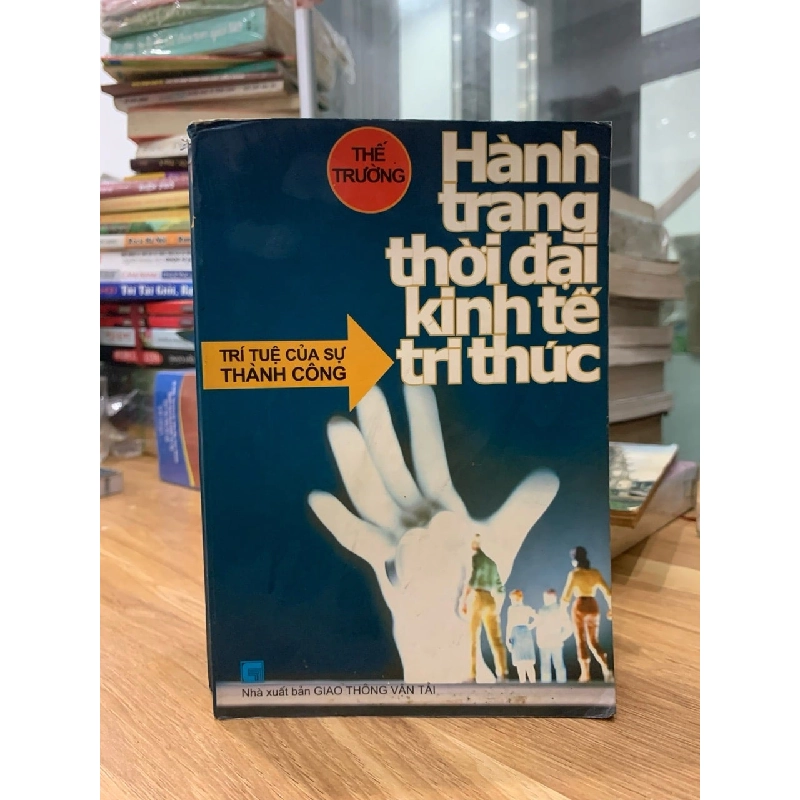 THẾ
TRƯỜNG
Hành
trang
thời đại
kinh tế
tri thức
TRÍ TUỆ CỦA SỰ
THÀNH CÔNG
Nhà xuất bản GIAO THÔNG VẬN TẢI